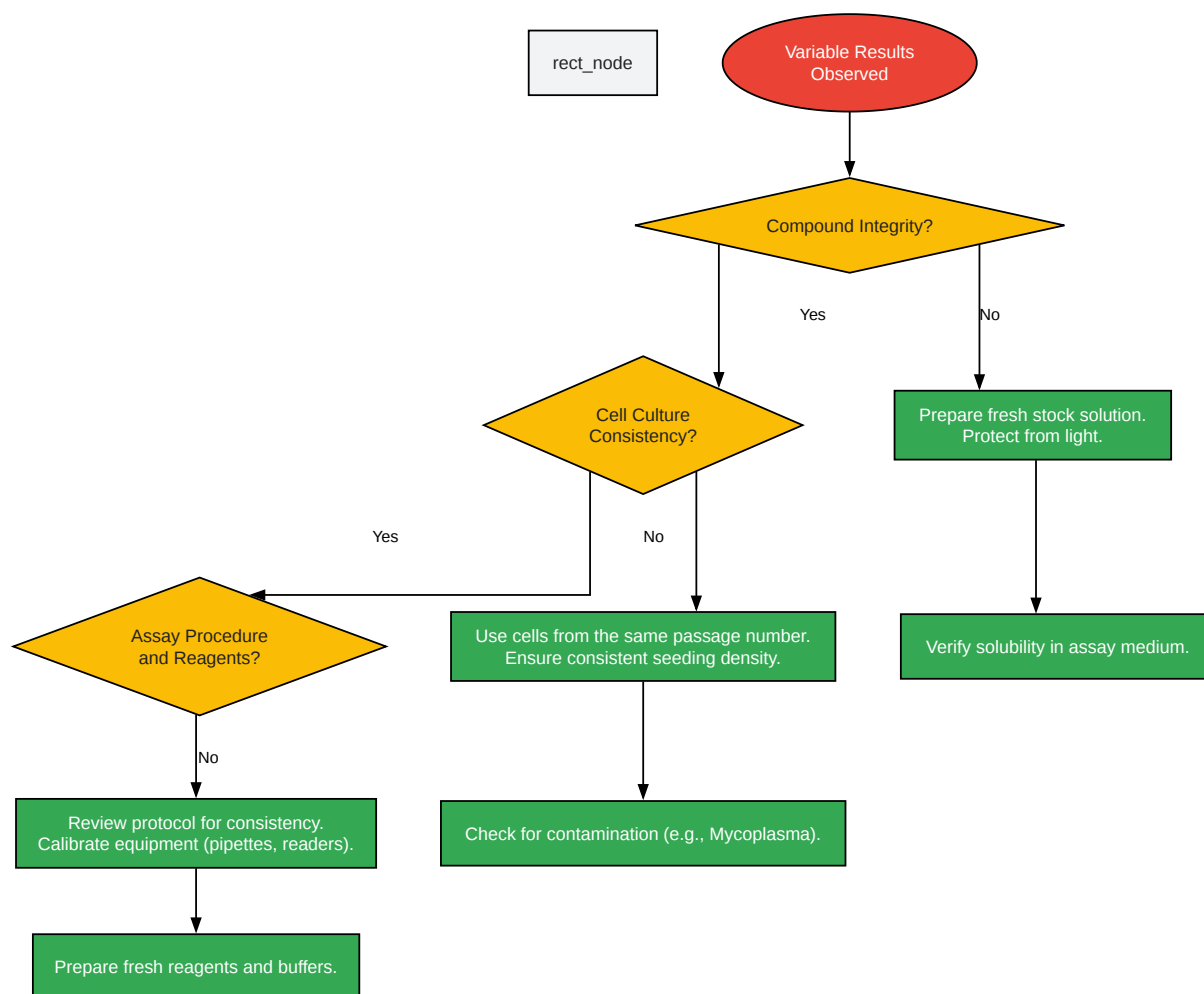 rect_node
Variable Results
Observed
Compound Integrity?
Yes
No
Cell Culture
Consistency?
Prepare fresh stock solution.
Protect from light.
Yes
No
Assay Procedure
and Reagents?
Use cells from the same passage number.
Ensure consistent seeding density.
Verify solubility in assay medium.
No
Review protocol for consistency.
Calibrate equipment (pipettes, readers).
Check for contamination (e.g., Mycoplasma).
Prepare fresh reagents and buffers.